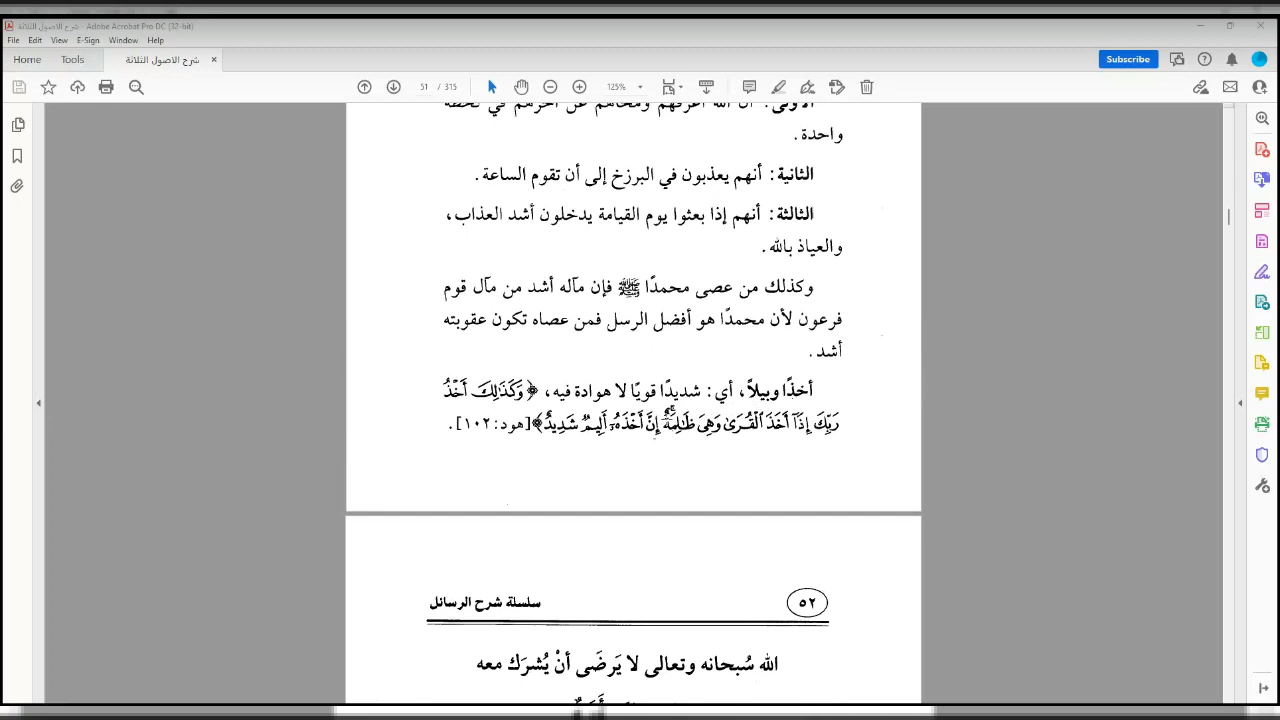 شرح الاصول الثلاثة - Adobe Acrobat Pro DC (32-bit)
File Edit View E-Sign Window Help
Home Tools شرح الاصول الثلاثة × Subscribe
51 / 315 125%
واحدة.
الثانية: أنهم يعذبون في البرزخ إلى أن تقوم الساعة.
الثالثة: أنهم إذا بعثوا يوم القيامة يدخلون أشد العذاب،
والعياذ بالله.
وكذلك من عصى محمدًا ﷺ فإن مآله أشد من مآل قوم
فرعون لأن محمدًا هو أفضل الرسل فمن عصاه تكون عقوبته
أشد.
أخذًا وبيلاً، أي: شديدًا قويًا لا هوادة فيه، ﴿وَكَذَٰلِكَ أَخْذُ
رَبِّكَ إِذَآ أَخَذَ ٱلْقُرَىٰ وَهِىَ ظَٰلِمَةٌ إِنَّ أَخْذَهُۥٓ أَلِيمٌ شَدِيدٌ﴾ [هود: ١٠٢].
٥٢ سلسلة شرح الرسائل
الله سُبحانه وتعالى لا يَرضَى أنْ يُشرَك معه